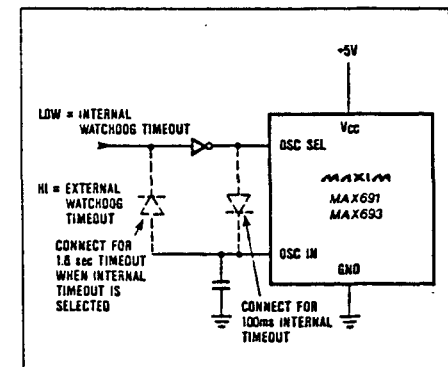 +5V
LOW = INTERNAL
WATCHDOG TIMEOUT
VCC
OSC SEL
MAXIM
MAX691
MAX693
HI = EXTERNAL
WATCHDOG
TIMEOUT
CONNECT FOR
1.6 sec TIMEOUT
WHEN INTERNAL
TIMEOUT IS
SELECTED
OSC IN
GND
CONNECT FOR
100ms INTERNAL
TIMEOUT